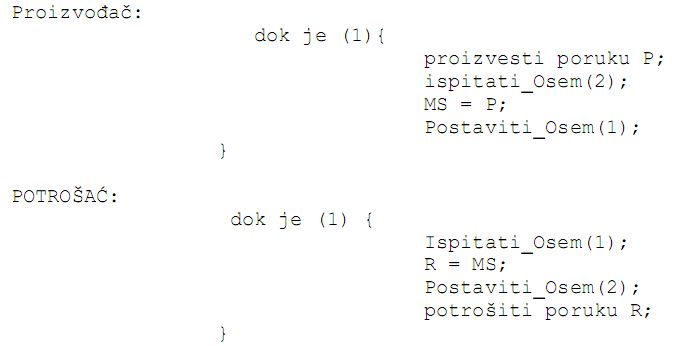 Proizvođač:
dok je (1){
proizvesti poruku P;
ispitati_Osem(2);
MS = P;
Postaviti_Osem(1);
}
POTROŠAĆ:
dok je (1) {
Ispitati_Osem(1);
R = MS;
Postaviti_Osem(2);
potrošiti poruku R;
}